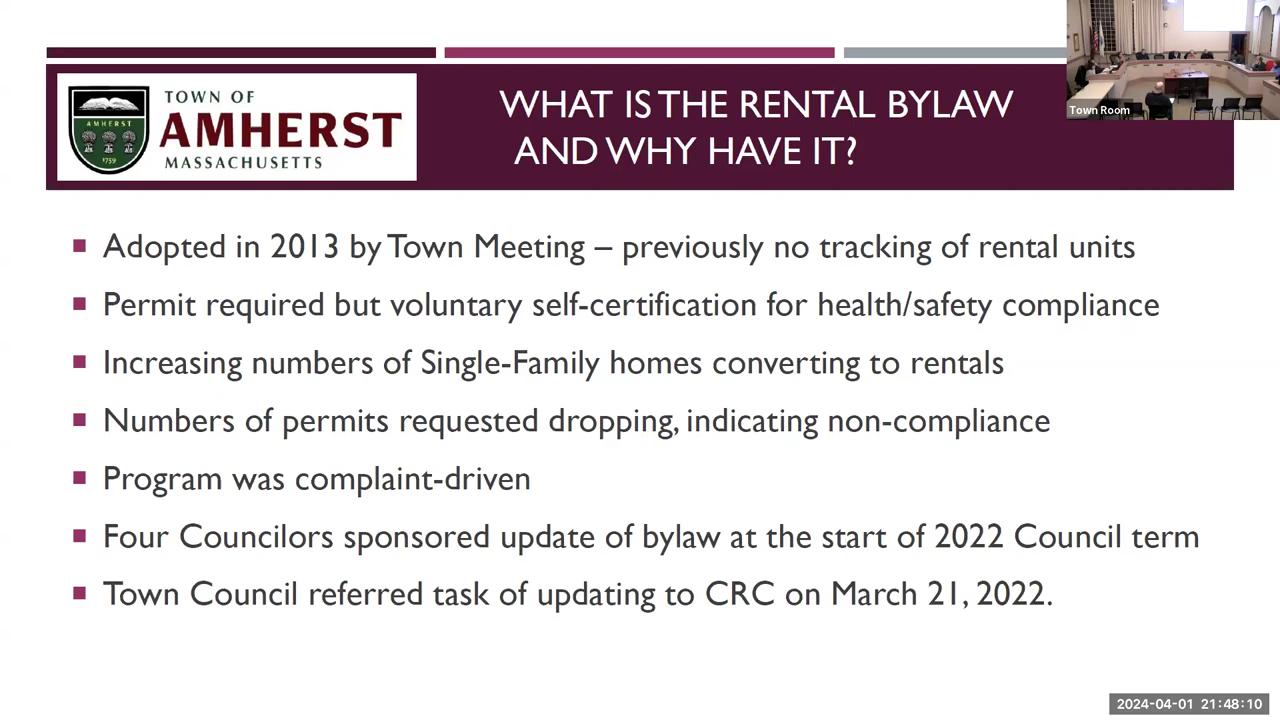 TOWN OF
AMHERST
MASSACHUSETTS
AMHERST
1759
WHAT IS THE RENTAL BYLAW
AND WHY HAVE IT?
Town Room
Adopted in 2013 by Town Meeting – previously no tracking of rental units
Permit required but voluntary self-certification for health/safety compliance
Increasing numbers of Single-Family homes converting to rentals
Numbers of permits requested dropping, indicating non-compliance
Program was complaint-driven
Four Councilors sponsored update of bylaw at the start of 2022 Council term
Town Council referred task of updating to CRC on March 21, 2022.
2024-04-01 21:48:10